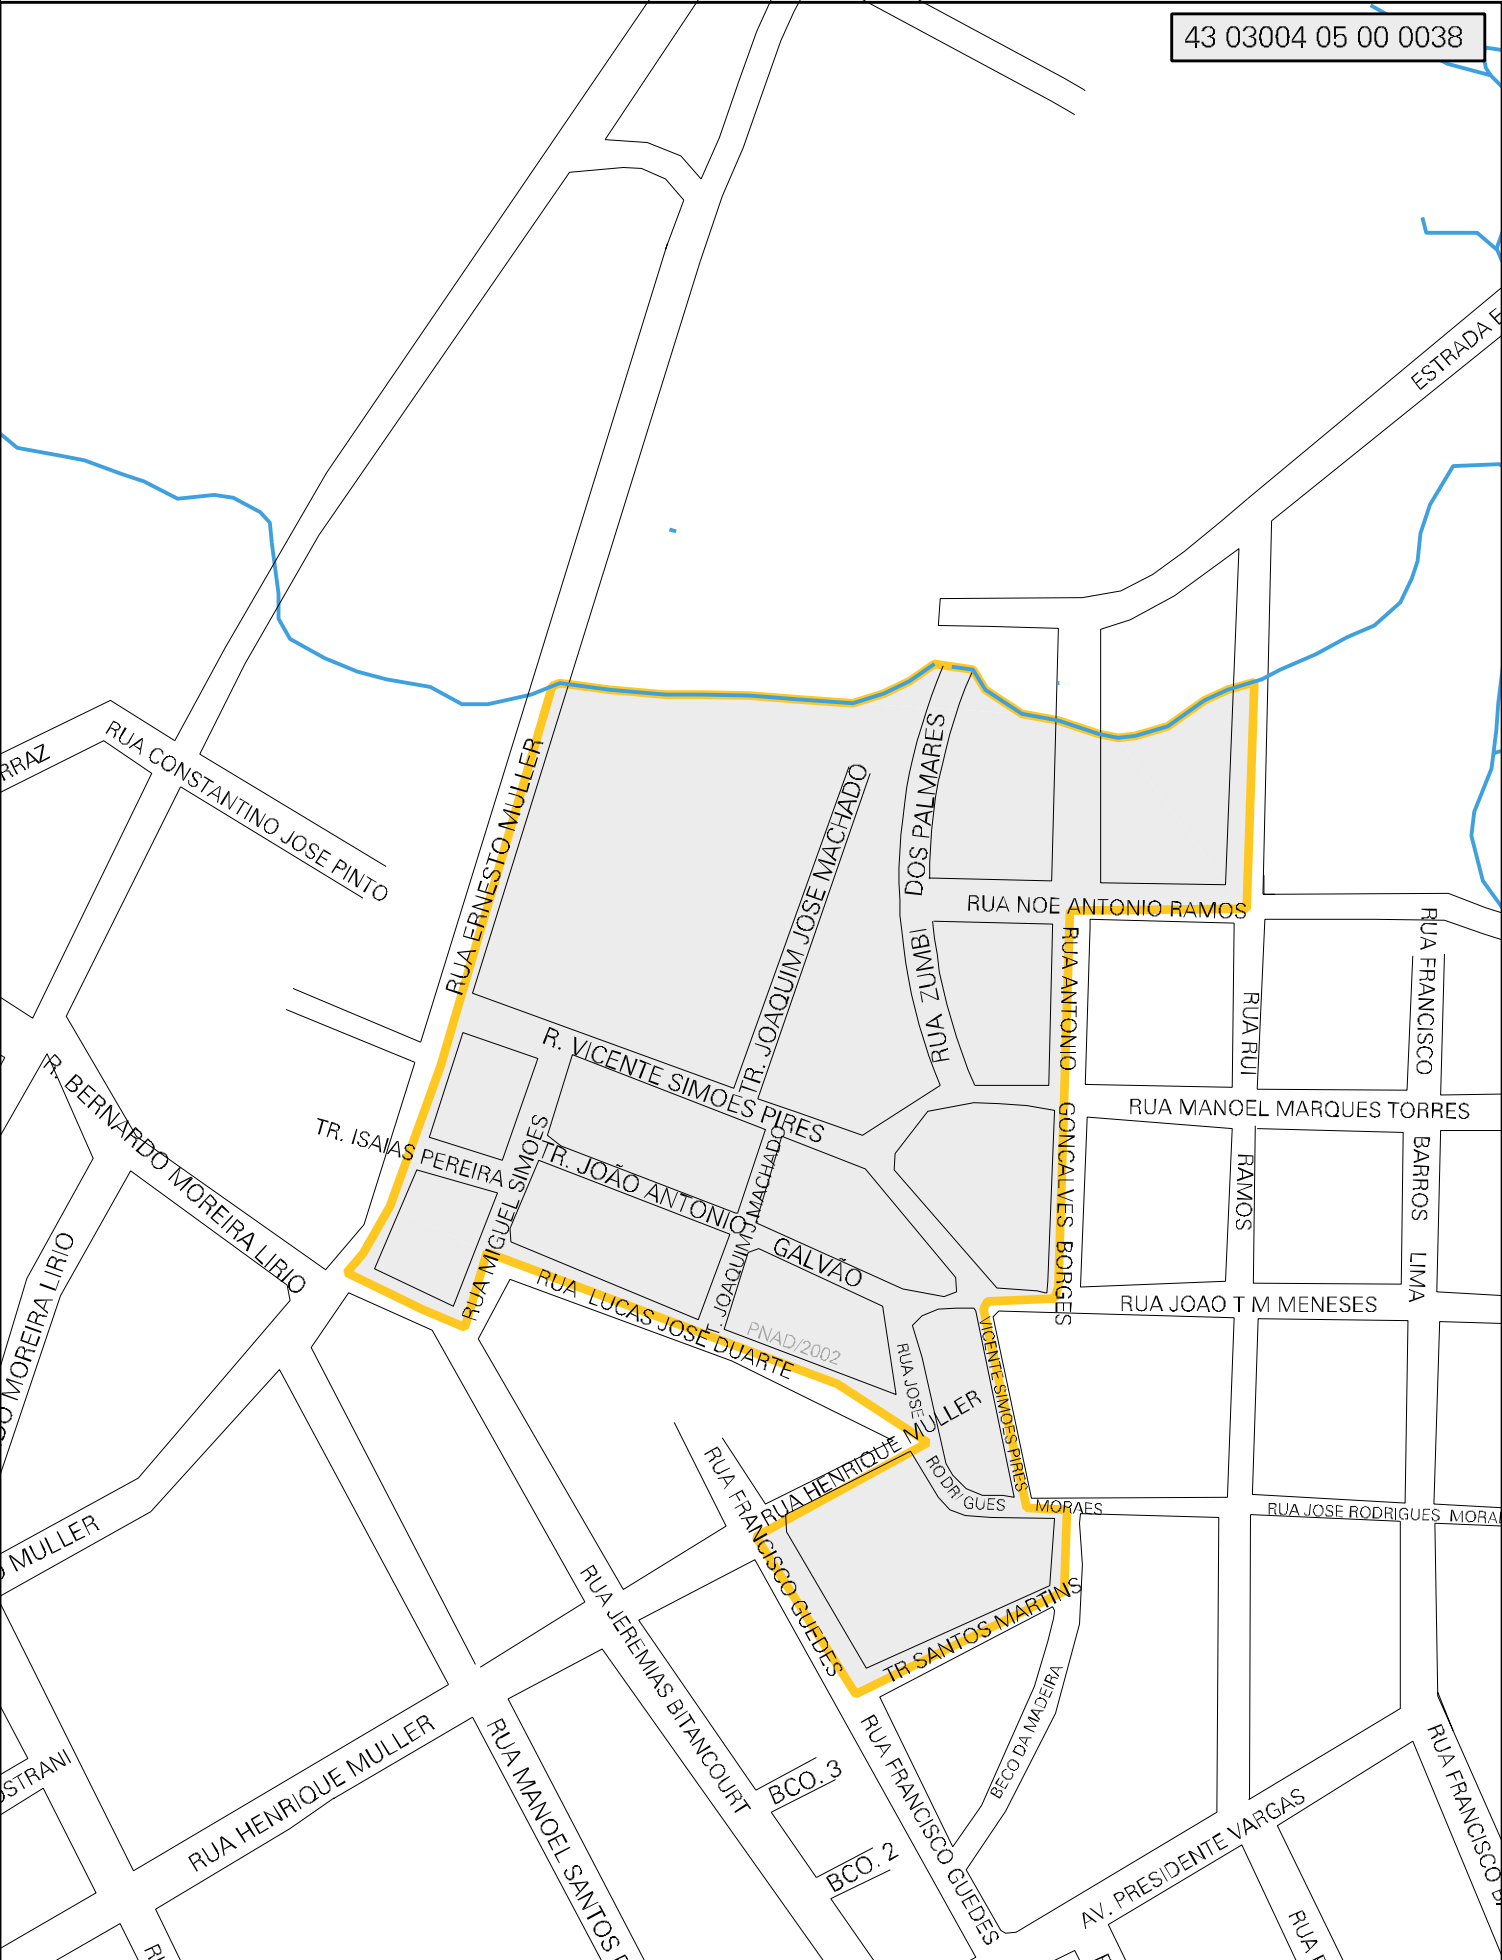 43 03004 05 00 0038
ESTRADA
RRAZ
RUA CONSTANTINO JOSE PINTO
RUA ERNESTO MULLER
TR. JOAQUIM JOSE MACHADO
RUA ZUMBI DOS PALMARES
RUA NOE ANTONIO RAMOS
RUA ANTONIO GONCALVES BORGES
RUA RUI RAMOS
RUA FRANCISCO BARROS LIMA
R. VICENTE SIMOES PIRES
RUA MANOEL MARQUES TORRES
R. BERNARDO MOREIRA LIRIO
TR. ISAIAS PEREIRA
RUA MIGUEL SIMOES
TR. JOÃO ANTONIO GALVÃO
T. JOAQUIM J.MACHADO
O MOREIRA LIRIO
RUA LUCAS JOSE DUARTE
PNAD/2002
RUA JOAO T M MENESES
VICENTE SIMOES PIRES
RUA JOSE RODRIGUES MORAES
RUA HENRIQUE MULLER
RUA JOSE RODRIGUES MORA
RUA FRANCISCO GUEDES
MULLER
TR SANTOS MARTINS
RUA JEREMIAS BITANCOURT
BECO DA MADEIRA
OSTRANI
RUA HENRIQUE MULLER
RUA MANOEL SANTOS
BCO. 3
RUA FRANCISCO GUEDES
BCO. 2
AV. PRESIDENTE VARGAS
RUA FRANCISCO B
RUA